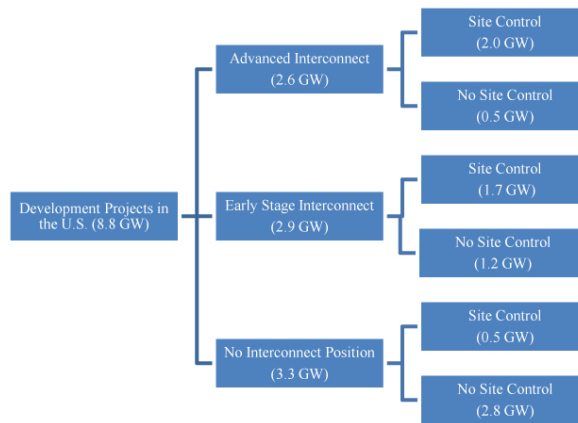 Development Projects in
the U.S. (8.8 GW)
Advanced Interconnect
(2.6 GW)
Site Control
(2.0 GW)
No Site Control
(0.5 GW)
Early Stage Interconnect
(2.9 GW)
Site Control
(1.7 GW)
No Site Control
(1.2 GW)
No Interconnect Position
(3.3 GW)
Site Control
(0.5 GW)
No Site Control
(2.8 GW)